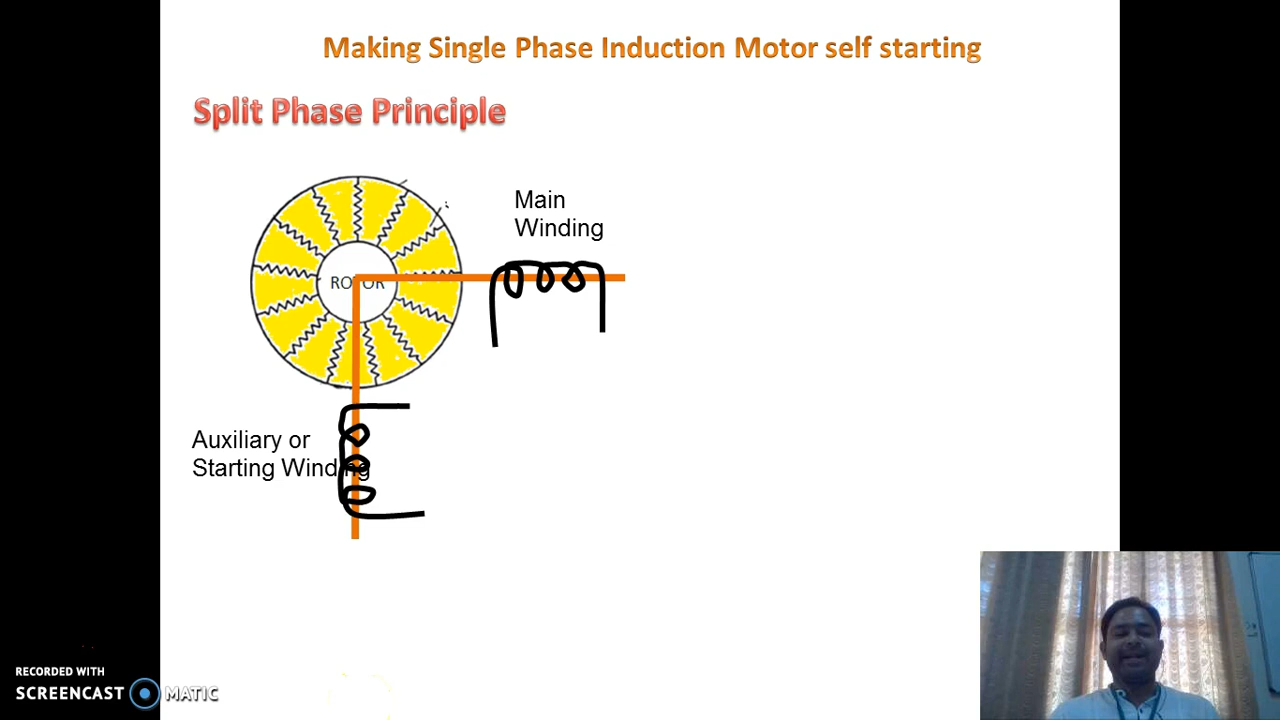 Making Single Phase Induction Motor self starting
Split Phase Principle
Main
Winding
ROTOR
Auxiliary or
Starting Winding
RECORDED WITH
SCREENCAST MATIC